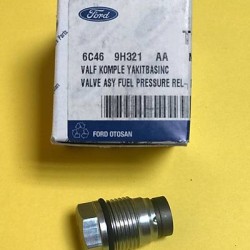 Ford
6C46 9H321 AA
VALF KOMPLE YAKITBASINC
VALVE ASY FUEL PRESSURE REL-
FORD OTOSAN